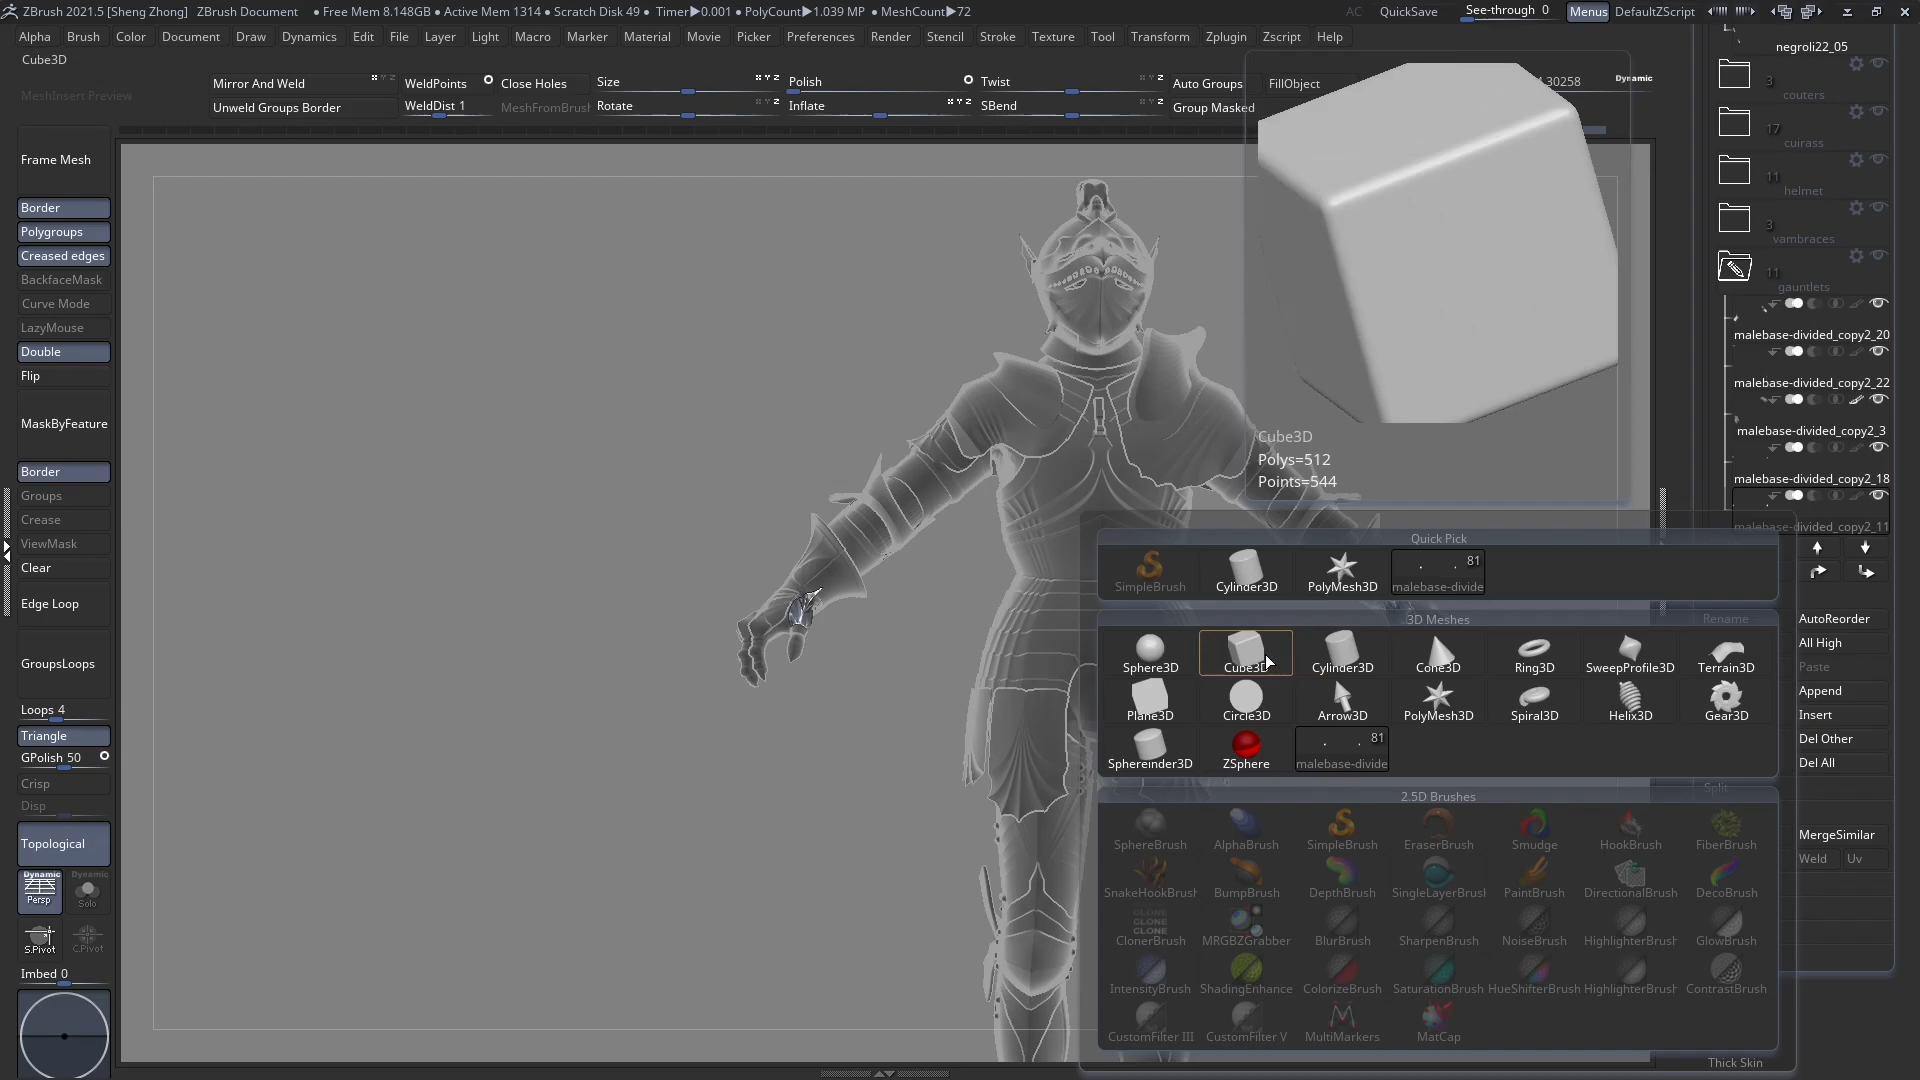 ZBrush 2021.5 [Sheng Zhong] ZBrush Document • Free Mem 8.148GB • Active Mem 1314 • Scratch Disk 49 • Timer▶0.001 • PolyCount▶1.039 MP • MeshCount▶72 AC QuickSave See-through 0 Menus DefaultZScript
Alpha Brush Color Document Draw Dynamics Edit File Layer Light Macro Marker Material Movie Picker Preferences Render Stencil Stroke Texture Tool Transform Zplugin Zscript Help
Cube3D
MeshInsert Preview
Mirror And Weld WeldPoints Close Holes Size Polish Twist Auto Groups FillObject Dynamic
Unweld Groups Border WeldDist 1 MeshFromBrush Rotate Inflate SBend Group Masked
Frame Mesh
Border
Polygroups
Creased edges
BackfaceMask
Curve Mode
LazyMouse
Double
Flip
MaskByFeature
Border
Groups
Crease
ViewMask
Clear
Edge Loop
GroupsLoops
Loops 4
Triangle
GPolish 50
Crisp
Disp
Topological
Dynamic Dynamic
Persp Solo
S.Pivot C.Pivot
Imbed 0
Cube3D
Polys=512
Points=544
Quick Pick
SimpleBrush Cylinder3D PolyMesh3D 81 malebase-divide
3D Meshes
Sphere3D Cube3D Cylinder3D Cone3D Ring3D SweepProfile3D Terrain3D
Plane3D Circle3D Arrow3D PolyMesh3D Spiral3D Helix3D Gear3D
81
Sphereinder3D ZSphere malebase-divide
2.5D Brushes
SphereBrush AlphaBrush SimpleBrush EraserBrush Smudge HookBrush FiberBrush
SnakeHookBrush BumpBrush DepthBrush SingleLayerBrush PaintBrush DirectionalBrush DecoBrush
CLONE
CLONE
ClonerBrush MRGBZGrabber BlurBrush SharpenBrush NoiseBrush HighlighterBrush GlowBrush
IntensityBrush ShadingEnhance ColorizeBrush SaturationBrush HueShifterBrush HighlighterBrush ContrastBrush
CustomFilter III CustomFilter V MultiMarkers MatCap
negroli22_05
3
couters
17
cuirass
11
helmet
3
vambraces
11
gauntlets
malebase-divided_copy2_20
malebase-divided_copy2_22
malebase-divided_copy2_3
malebase-divided_copy2_18
malebase-divided_copy2_11
Rename AutoReorder
All High
Paste
Append
Insert
Del Other
Del All
Split
MergeSimilar
Weld Uv
Thick Skin